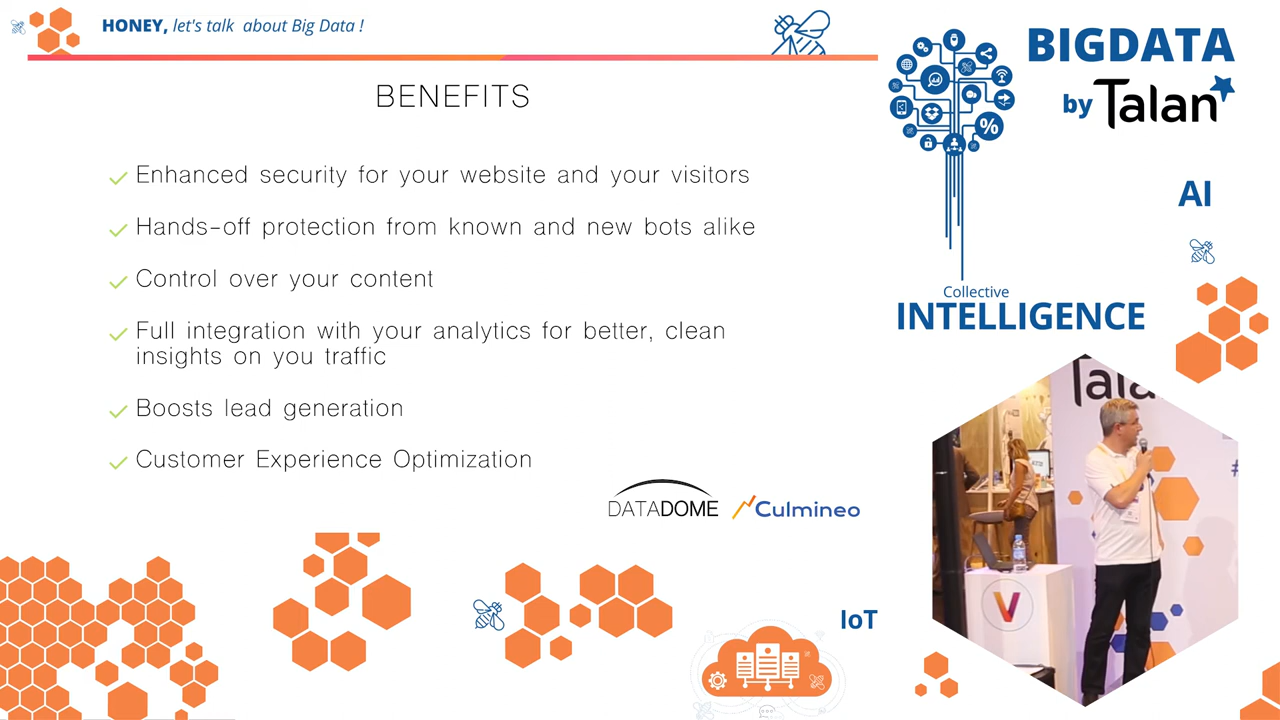 HONEY, let's talk about Big Data !
BENEFITS
Enhanced security for your website and your visitors
Hands-off protection from known and new bots alike
Control over your content
Full integration with your analytics for better, clean
insights on you traffic
Boosts lead generation
Customer Experience Optimization
DATADOME
Culmineo
BIGDATA
by Talan
%
AI
Collective
INTELLIGENCE
IoT